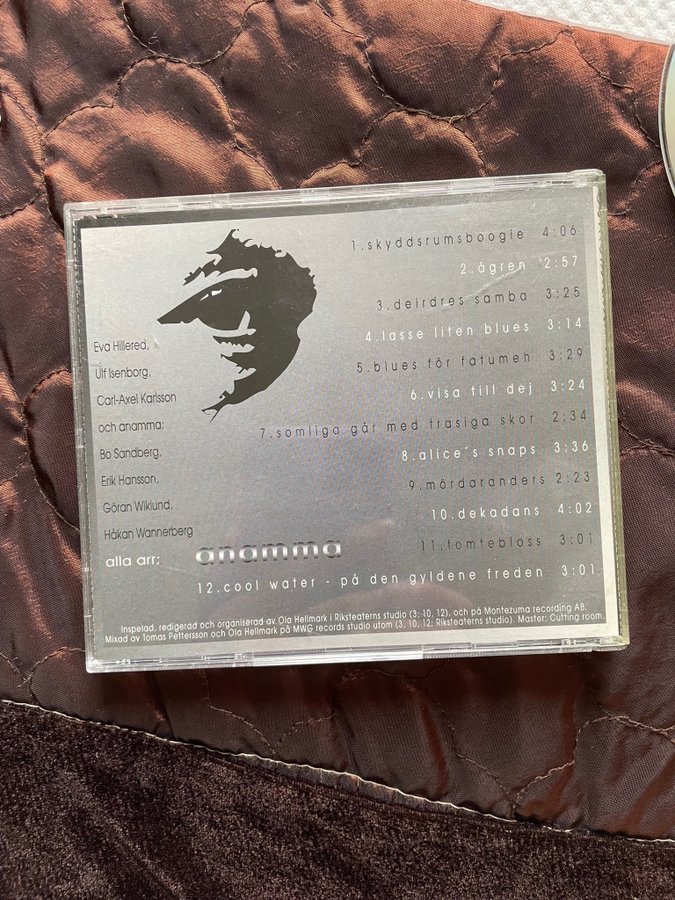 1.skyddsrumsboogie 4:06
2.ågren 2:57
3.deirdres samba 3:25
4.lasse liten blues 3:14
5.blues för fatumeh 3:29
6.visa till dej 3:24
7.somliga går med trasiga skor 2:34
8.alice´s snaps 3:36
9.mördaranders 2:23
10.dekadans 4:02
11.tomtebloss 3:01
12.cool water - på den gyldene freden 3:01
Eva Hillered,
Ulf Isenborg,
Carl-Axel Karlsson
och anamma;
Bo Sandberg,
Erik Hansson,
Göran Wiklund,
Håkan Wannerberg
alla arr; anamma
Inspelad, redigerad och organiserad av Ola Hellmark i Riksteaterns studio (3, 10, 12), och på Montezuma recording AB.
Mixad av Tomas Pettersson och Ola Hellmark på MWG records studio utom (3, 10, 12; Riksteaterns studio). Master: Cutting room